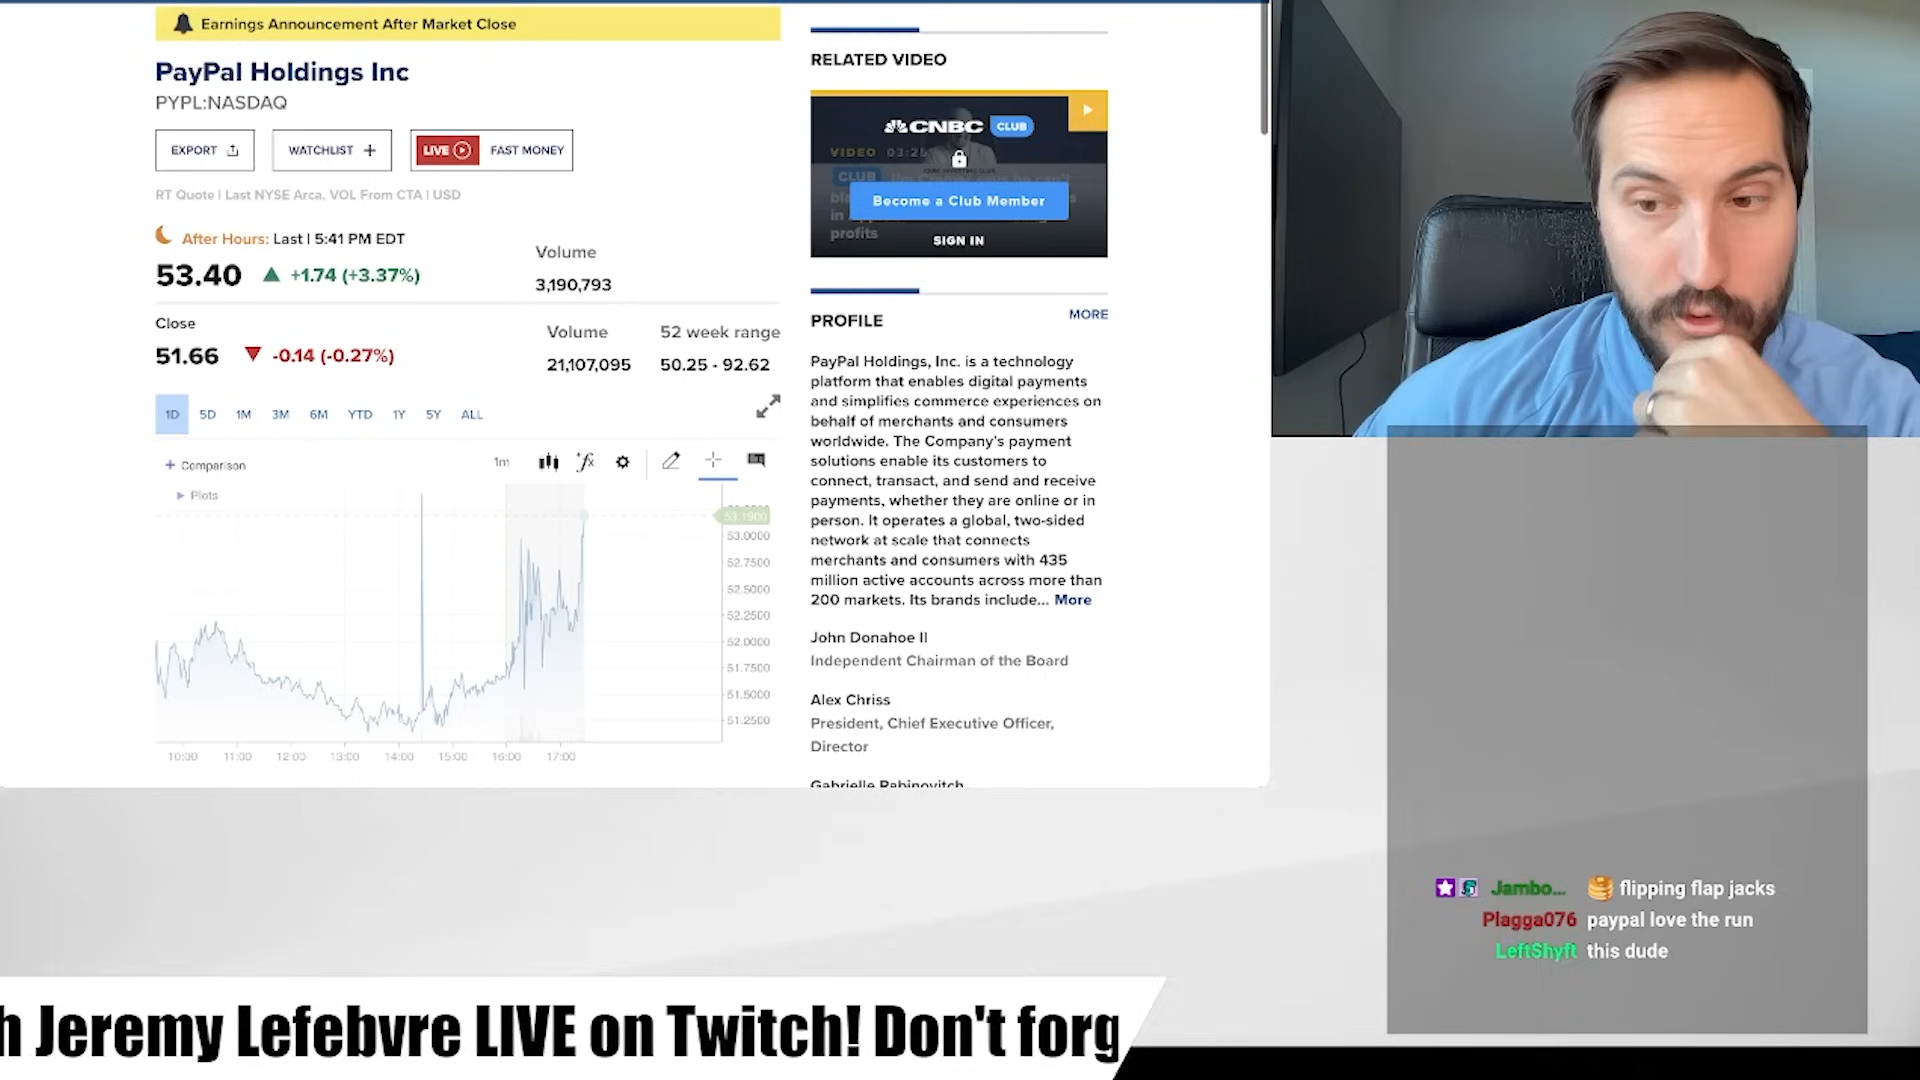 Earnings Announcement After Market Close
PayPal Holdings Inc
PYPL:NASDAQ
EXPORT
WATCHLIST
LIVE FAST MONEY
RT Quote | Last NYSE Arca, VOL From CTA | USD
After Hours: Last | 5:41 PM EDT
53.40 +1.74 (+3.37%)
Volume
3,190,793
Close
51.66 -0.14 (-0.27%)
Volume
21,107,095
52 week range
50.25 - 92.62
1D 5D 1M 3M 6M YTD 1Y 5Y ALL
+ Comparison
1m
Plots
53.1900
53.0000
52.7500
52.5000
52.2500
52.0000
51.7500
51.5000
51.2500
10:00 11:00 12:00 13:00 14:00 15:00 16:00 17:00
RELATED VIDEO
CNBC CLUB
VIDEO 03:25
CLUB
Become a Club Member
in
profits
SIGN IN
PROFILE
MORE
PayPal Holdings, Inc. is a technology
platform that enables digital payments
and simplifies commerce experiences on
behalf of merchants and consumers
worldwide. The Company's payment
solutions enable its customers to
connect, transact, and send and receive
payments, whether they are online or in
person. It operates a global, two-sided
network at scale that connects
merchants and consumers with 435
million active accounts across more than
200 markets. Its brands include... More
John Donahoe II
Independent Chairman of the Board
Alex Chriss
President, Chief Executive Officer,
Director
Gabrielle Rabinovitch
Jambo... flipping flap jacks
Plagga076 paypal love the run
LeftShyft this dude
h Jeremy Lefebvre LIVE on Twitch! Don't forg